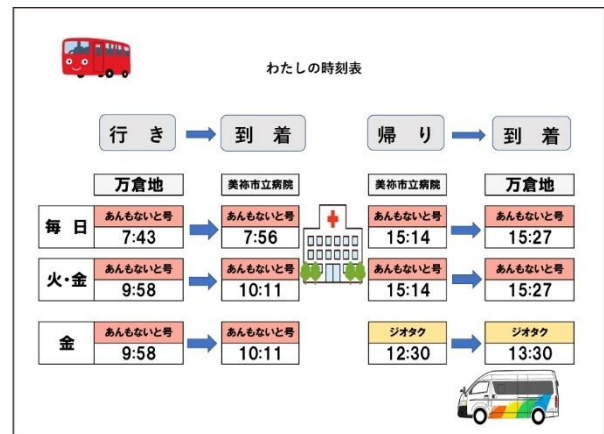 わたしの時刻表
行き 到着 帰り 到着
万倉地 美祢市立病院 美祢市立病院 万倉地
毎日 あんもないと号 あんもないと号 あんもないと号 あんもないと号
7:43 7:56 15:14 15:27
火・金 あんもないと号 あんもないと号 あんもないと号 あんもないと号
9:58 10:11 15:14 15:27
金 あんもないと号 あんもないと号 ジオタク ジオタク
9:58 10:11 12:30 13:30